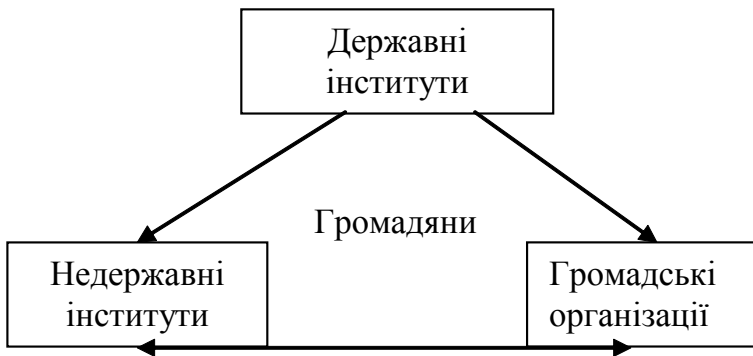 Державні
інститути
Громадяни
Недержавні
інститути
Громадські
організації